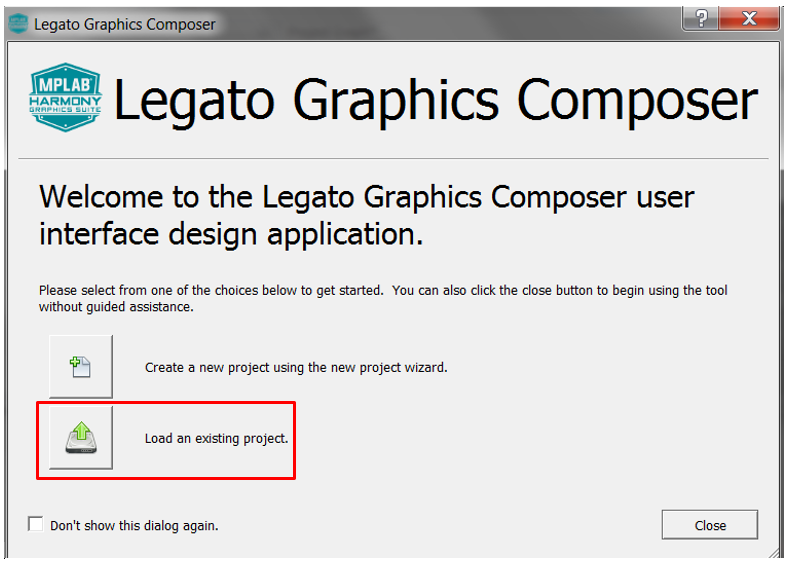 Legato Graphics Composer
?
MPLAB
HARMONY
GRAPHICS SUITE
Legato Graphics Composer
Welcome to the Legato Graphics Composer user
interface design application.
Please select from one of the choices below to get started.  You can also click the close button to begin using the tool
without guided assistance.
Create a new project using the new project wizard.
Load an existing project.
Don't show this dialog again.
Close